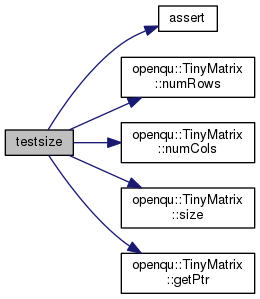 assert
openqu::TinyMatrix
::numRows
testsize
openqu::TinyMatrix
::numCols
openqu::TinyMatrix
::size
openqu::TinyMatrix
::getPtr